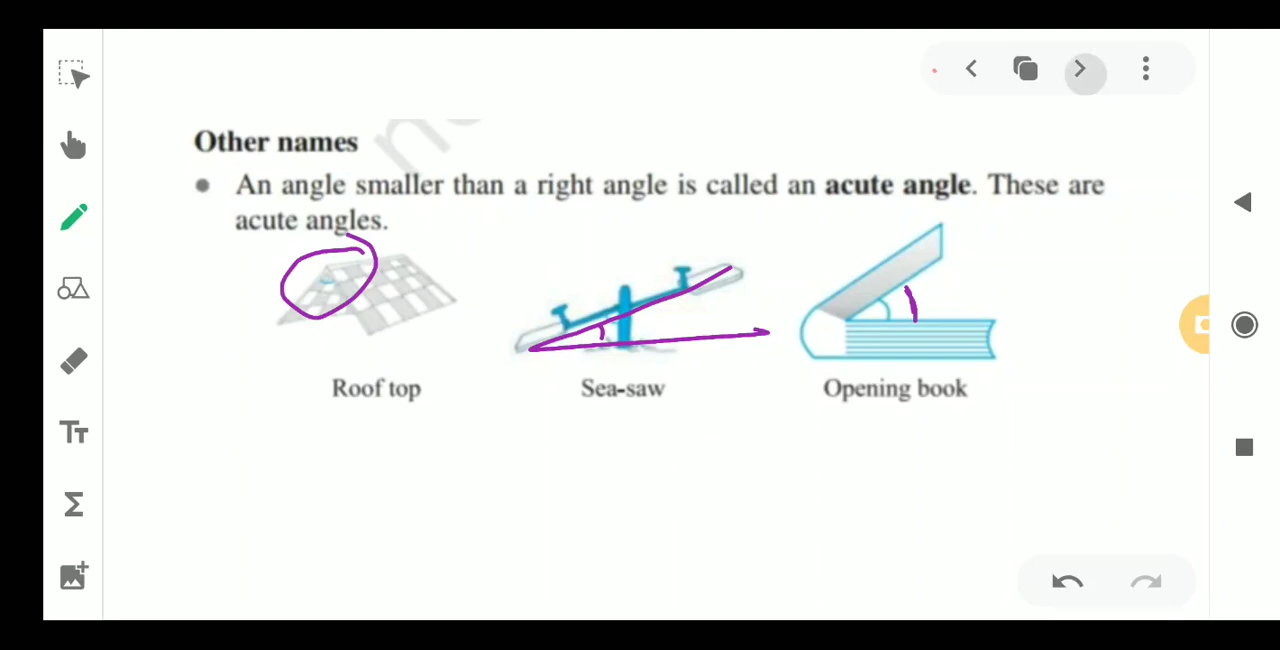 Other names
● An angle smaller than a right angle is called an acute angle. These are
acute angles.
Roof top
Sea-saw
Opening book
Tт
Σ